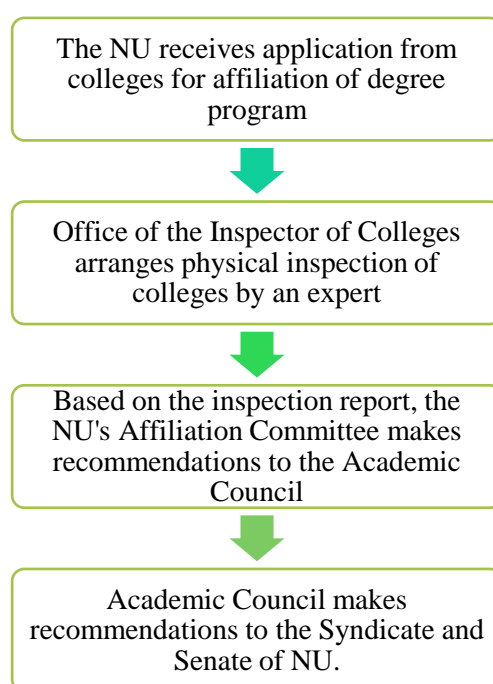 The NU receives application from
colleges for affiliation of degree
program
Office of the Inspector of Colleges
arranges physical inspection of
colleges by an expert
Based on the inspection report, the
NU's Affiliation Committee makes
recommendations to the Academic
Council
Academic Council makes
recommendations to the Syndicate and
Senate of NU.